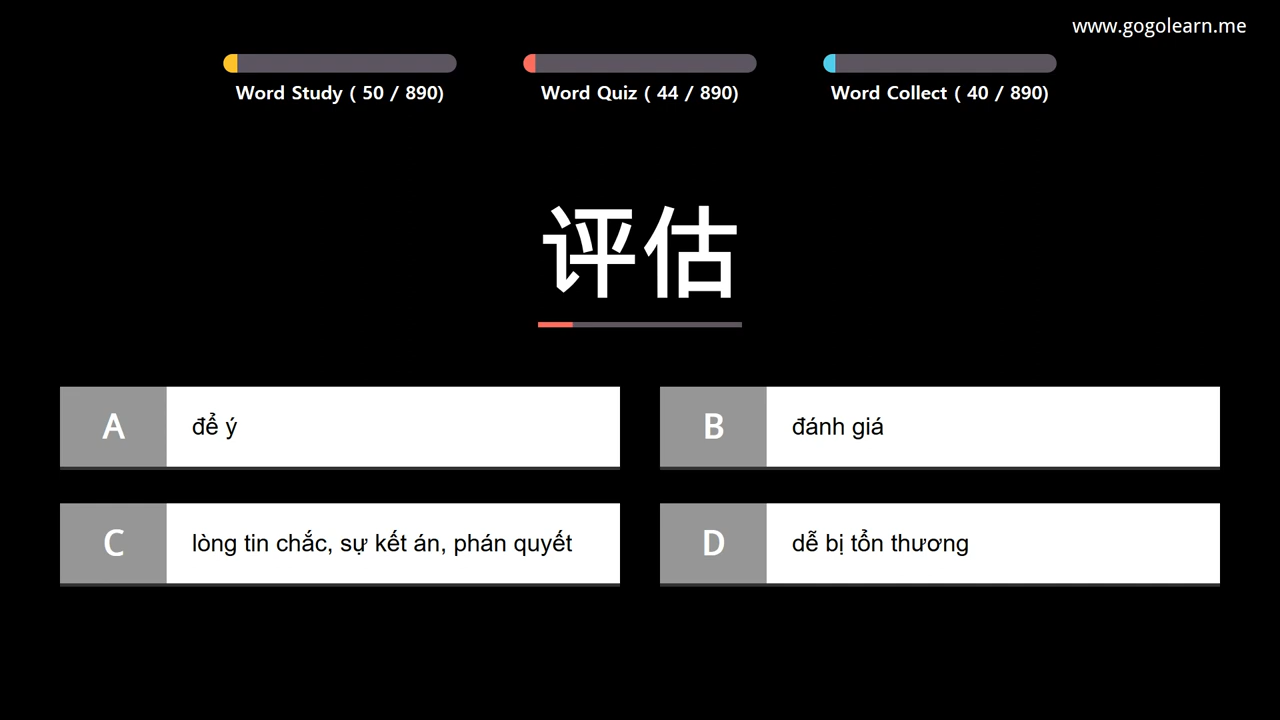 www.gogolearn.me
Word Study ( 50 / 890)
Word Quiz ( 44 / 890)
Word Collect ( 40 / 890)
评估
A
để ý
B
đánh giá
C
lòng tin chắc, sự kết án, phán quyết
D
dễ bị tổn thương